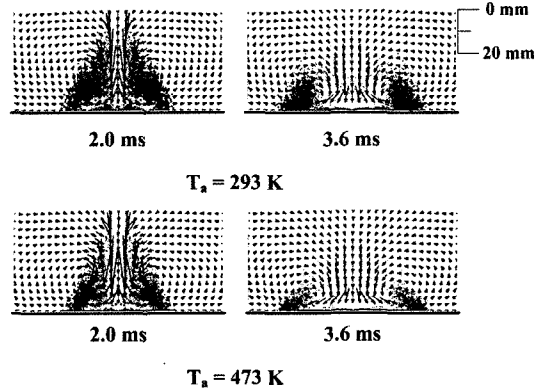 0 mm
20 mm
2.0 ms 3.6 ms
Tₐ = 293 K
2.0 ms 3.6 ms
Tₐ = 473 K